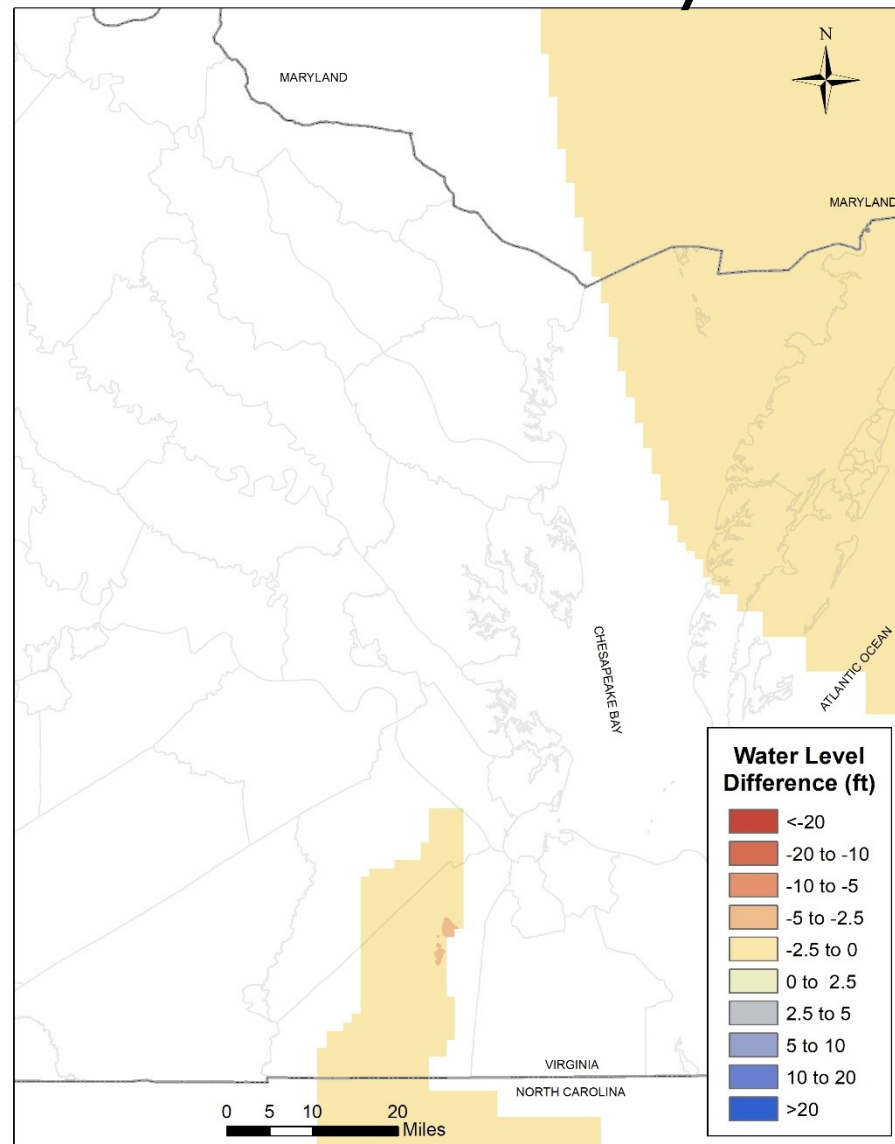 N
MARYLAND
MARYLAND
CHESAPEAKE BAY
ATLANTIC OCEAN
Water Level
Difference (ft)
<-20
-20 to -10
-10 to -5
-5 to -2.5
-2.5 to 0
0 to 2.5
2.5 to 5
5 to 10
10 to 20
>20
VIRGINIA
NORTH CAROLINA
0 5 10 20
Miles